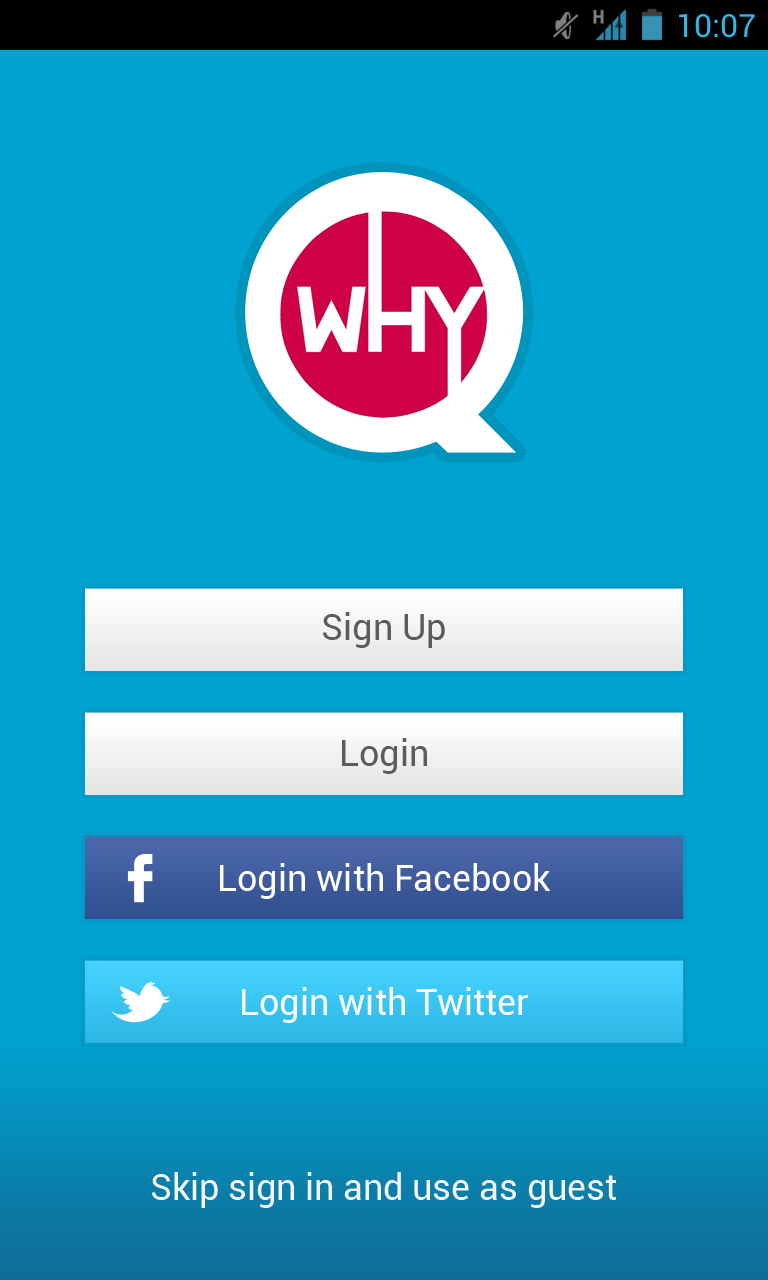 H 10:07
WHY
Sign Up
Login
Login with Facebook
Login with Twitter
Skip sign in and use as guest